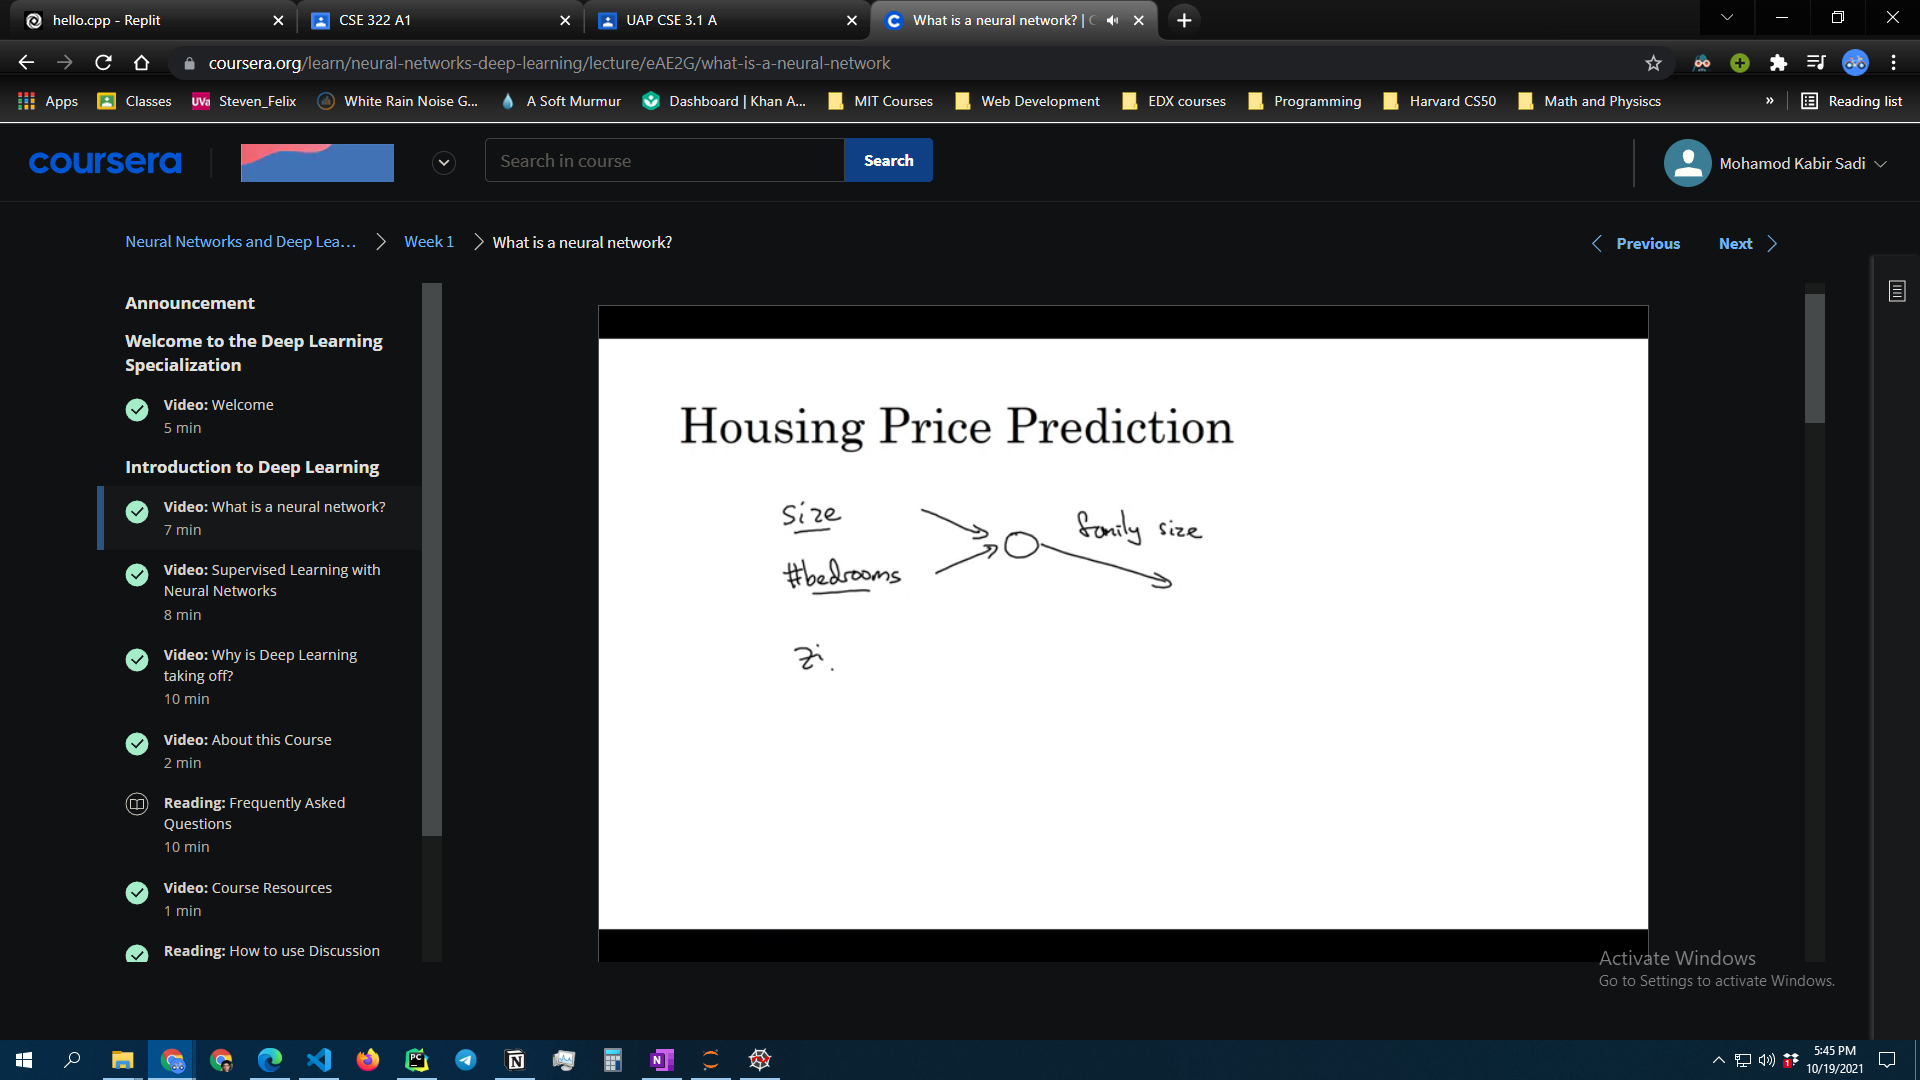 hello.cpp - Replit
CSE 322 A1
UAP CSE 3.1 A
What is a neural network? | C
coursera.org/learn/neural-networks-deep-learning/lecture/eAE2G/what-is-a-neural-network
Apps
Classes
UVa Steven_Felix
White Rain Noise G...
A Soft Murmur
Dashboard | Khan A...
MIT Courses
Web Development
EDX courses
Programming
Harvard CS50
Math and Physiscs
»
Reading list
coursera
Search in course
Search
Mohamod Kabir Sadi
Neural Networks and Deep Lea... > Week 1 > What is a neural network?
Previous
Next
Announcement
Welcome to the Deep Learning
Specialization
Video: Welcome
5 min
Introduction to Deep Learning
Video: What is a neural network?
7 min
Video: Supervised Learning with
Neural Networks
8 min
Video: Why is Deep Learning
taking off?
10 min
Video: About this Course
2 min
Reading: Frequently Asked
Questions
10 min
Video: Course Resources
1 min
Reading: How to use Discussion
Housing Price Prediction
size
family size
#bedrooms
zi
Activate Windows
Go to Settings to activate Windows.
5:45 PM
10/19/2021